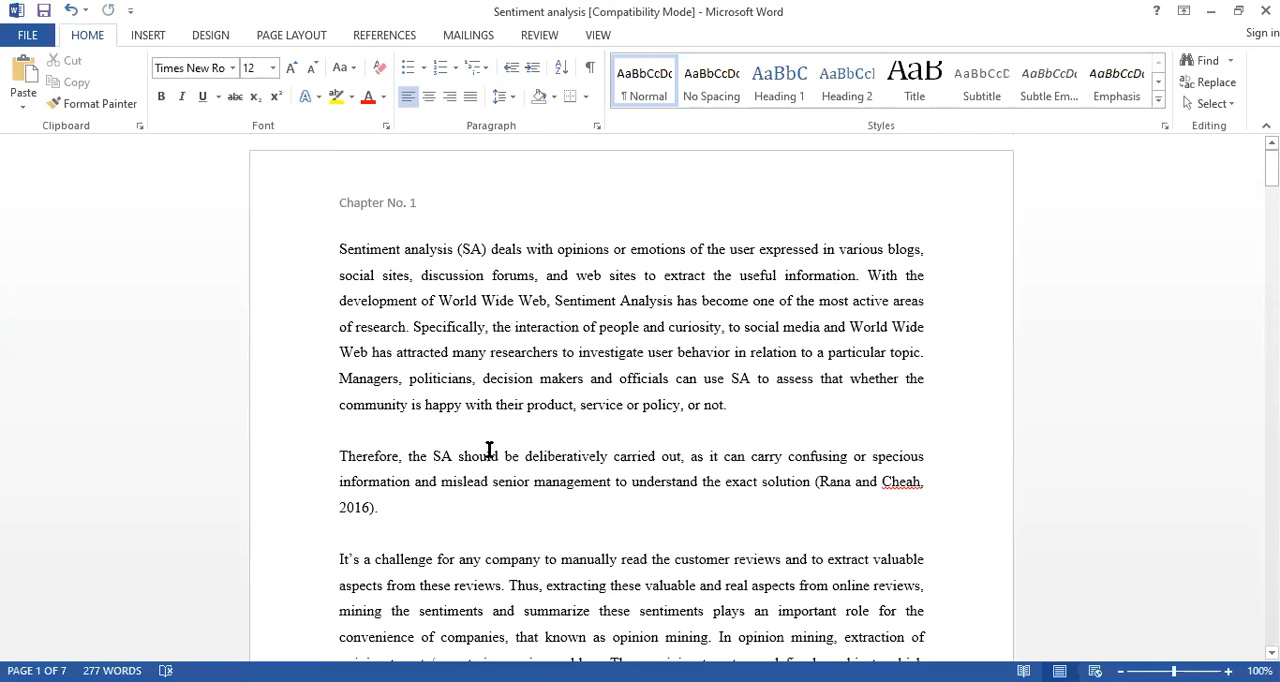 Sentiment analysis [Compatibility Mode] - Microsoft Word
?
Sign in
FILE HOME INSERT DESIGN PAGE LAYOUT REFERENCES MAILINGS REVIEW VIEW
Paste
Cut
Copy
Format Painter
Clipboard
Times New Ro 12
B I U abc
Font
Paragraph
AaBbCcDc ¶ Normal
AaBbCcDc No Spacing
AaBbC Heading 1
AaBbCcl Heading 2
AaB Title
AaBbCcD Subtitle
AaBbCcDc Subtle Em...
AaBbCcDc Emphasis
Styles
Find
Replace
Select
Editing
Chapter No. 1
Sentiment analysis (SA) deals with opinions or emotions of the user expressed in various blogs,
social sites, discussion forums, and web sites to extract the useful information. With the
development of World Wide Web, Sentiment Analysis has become one of the most active areas
of research. Specifically, the interaction of people and curiosity, to social media and World Wide
Web has attracted many researchers to investigate user behavior in relation to a particular topic.
Managers, politicians, decision makers and officials can use SA to assess that whether the
community is happy with their product, service or policy, or not.
Therefore, the SA should be deliberatively carried out, as it can carry confusing or specious
information and mislead senior management to understand the exact solution (Rana and Cheah,
2016).
It's a challenge for any company to manually read the customer reviews and to extract valuable
aspects from these reviews. Thus, extracting these valuable and real aspects from online reviews,
mining the sentiments and summarize these sentiments plays an important role for the
convenience of companies, that known as opinion mining. In opinion mining, extraction of
PAGE 1 OF 7 277 WORDS
100%